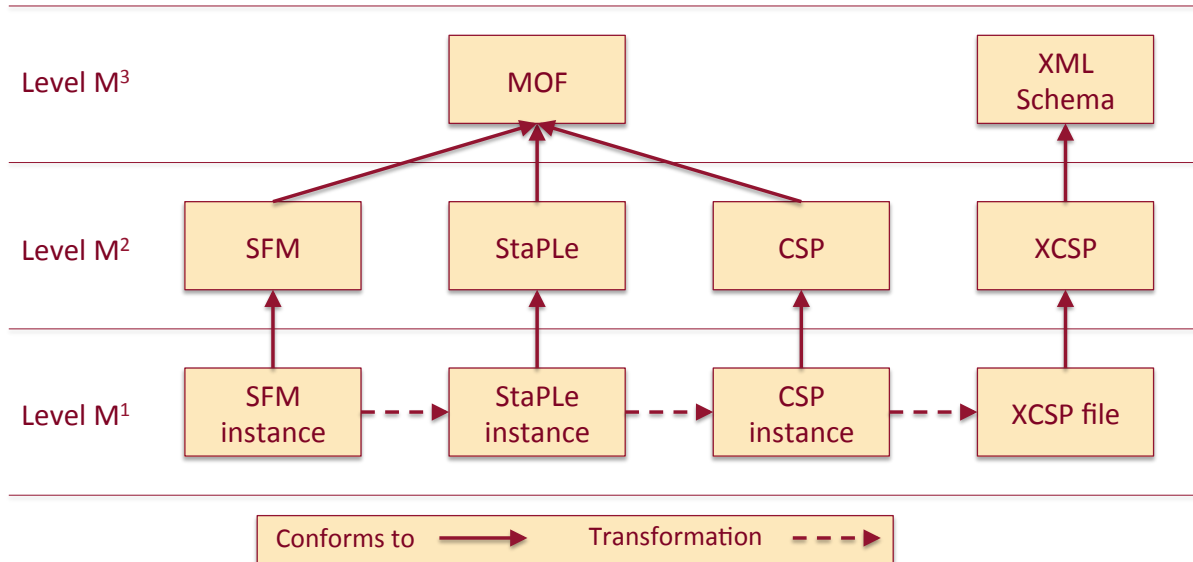 Level M³
MOF
XML
Schema
Level M²
SFM
StaPLe
CSP
XCSP
Level M¹
SFM
instance
StaPLe
instance
CSP
instance
XCSP file
Conforms to
Transformation